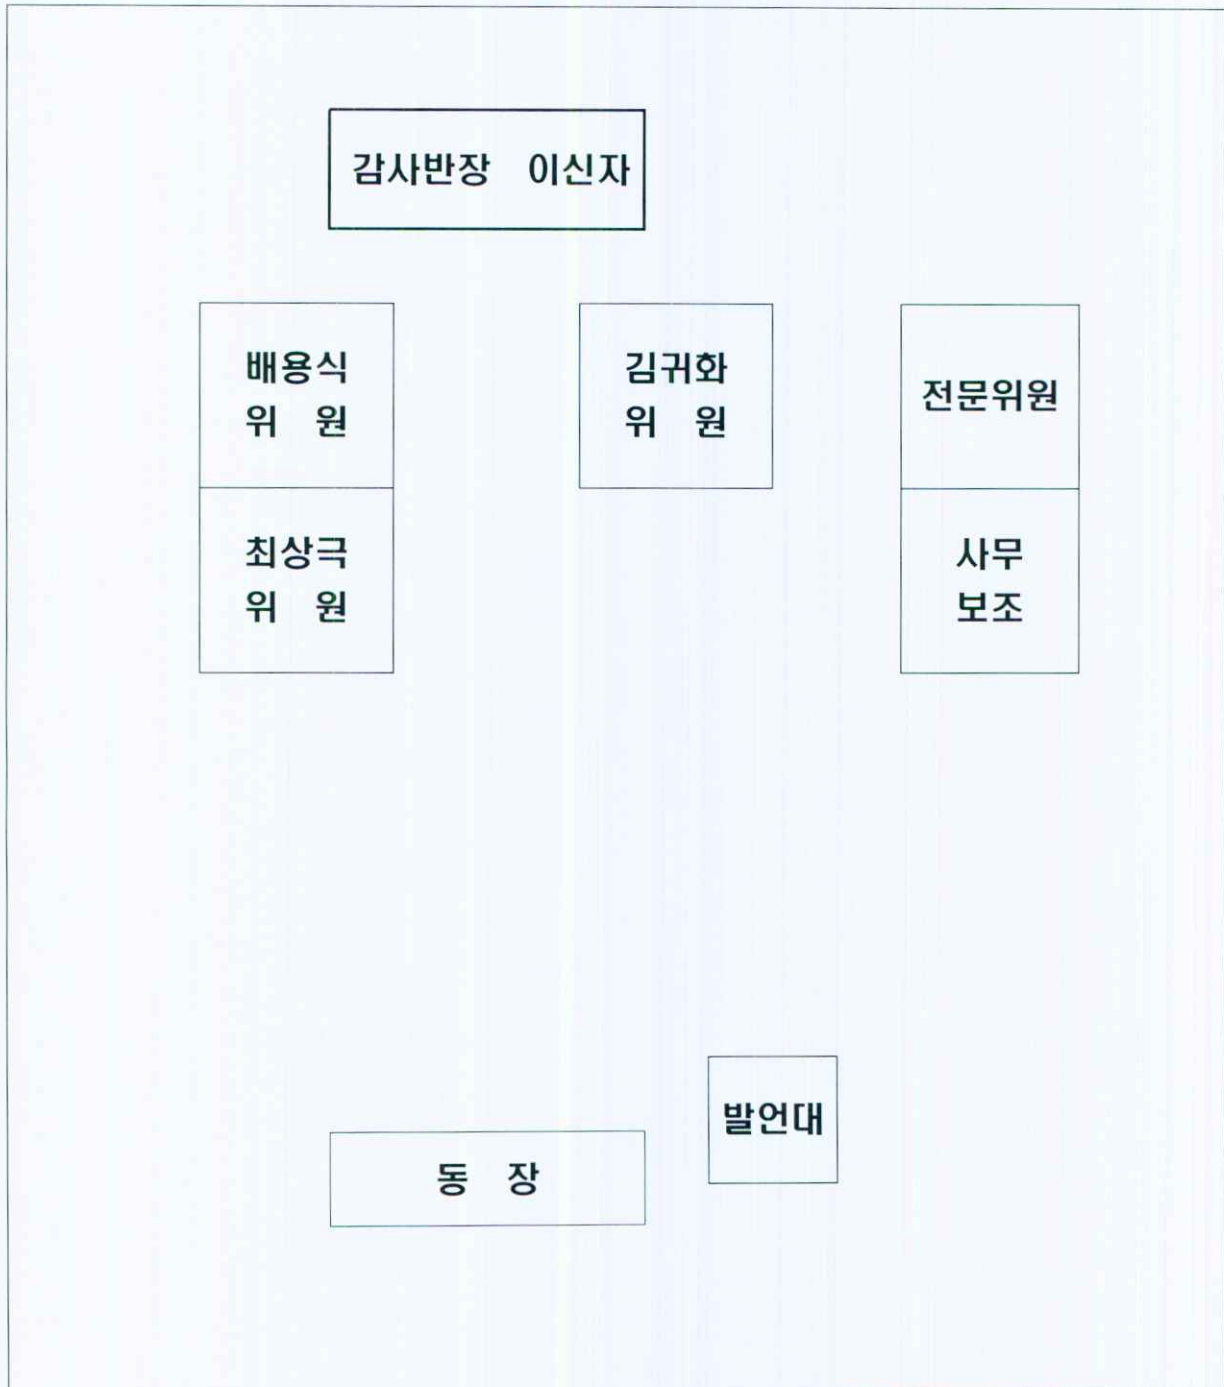 감사반장 이신자
배용식
위 원
김귀화
위 원
전문위원
최상극
위 원
사무
보조
발언대
동 장